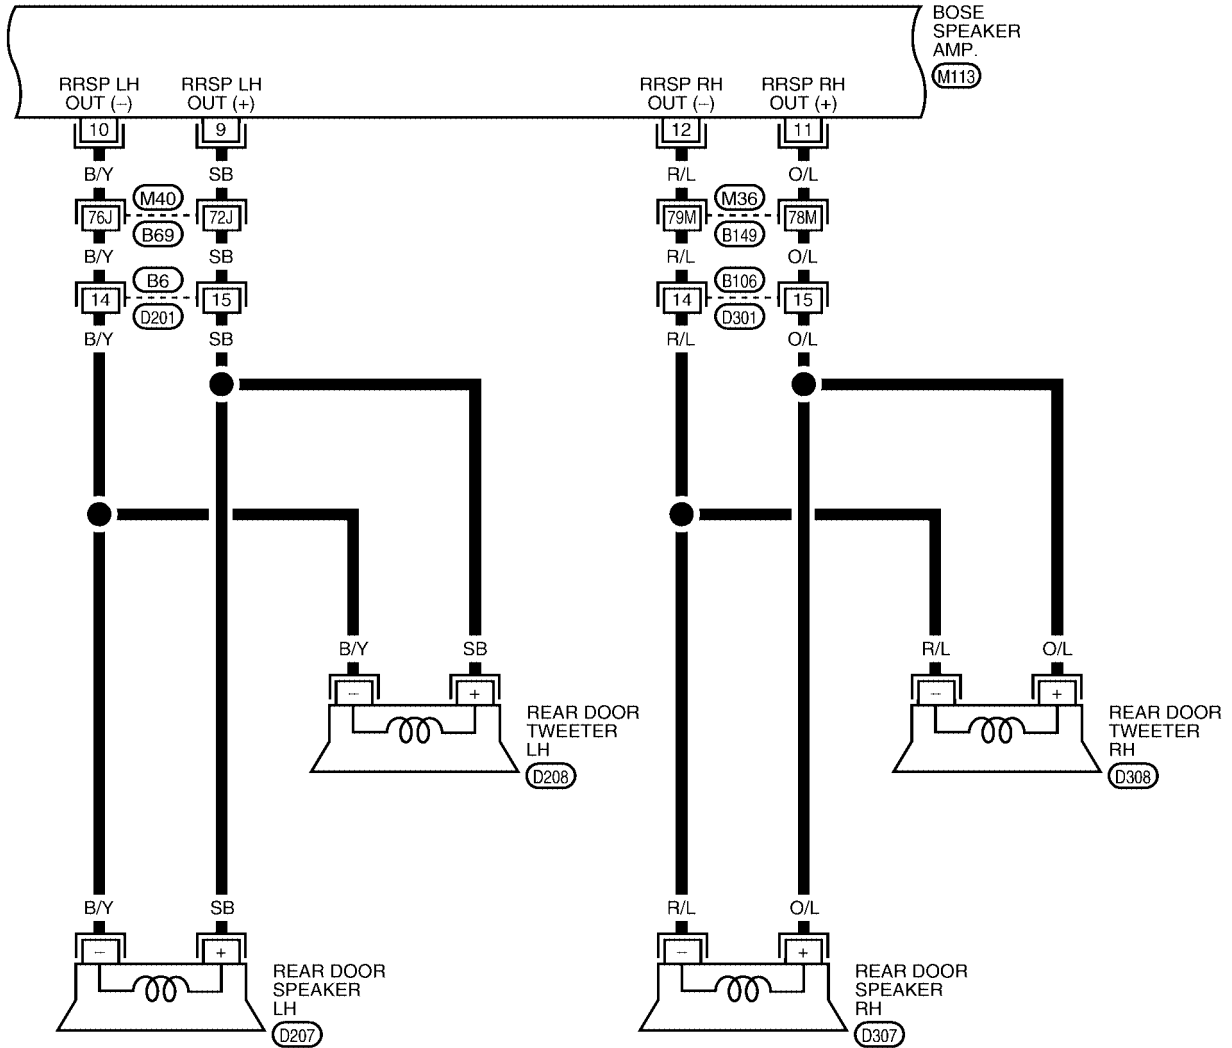 BOSE
SPEAKER
AMP.
M113
RRSP LH
OUT (–)
RRSP LH
OUT (+)
RRSP RH
OUT (–)
RRSP RH
OUT (+)
10
9
12
11
B/Y
SB
R/L
O/L
M40
M36
76J
72J
79M
78M
B69
B149
B/Y
SB
R/L
O/L
B6
B106
14
15
14
15
D201
D301
B/Y
SB
R/L
O/L
B/Y
SB
R/L
O/L
–
+
–
+
REAR DOOR
TWEETER
LH
D208
REAR DOOR
TWEETER
RH
D308
B/Y
SB
R/L
O/L
–
+
–
+
REAR DOOR
SPEAKER
LH
D207
REAR DOOR
SPEAKER
RH
D307